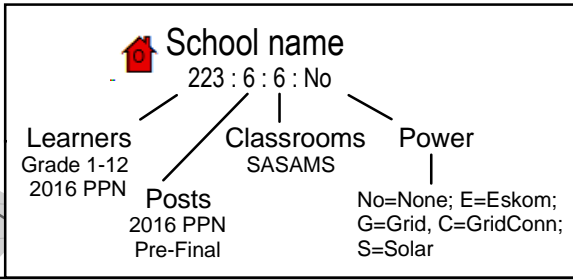 O
School name
223 : 6 : 6 : No
Learners
Grade 1-12
2016 PPN
Posts
2016 PPN
Pre-Final
Classrooms
SASAMS
Power
No=None; E=Eskom;
G=Grid, C=GridConn;
S=Solar